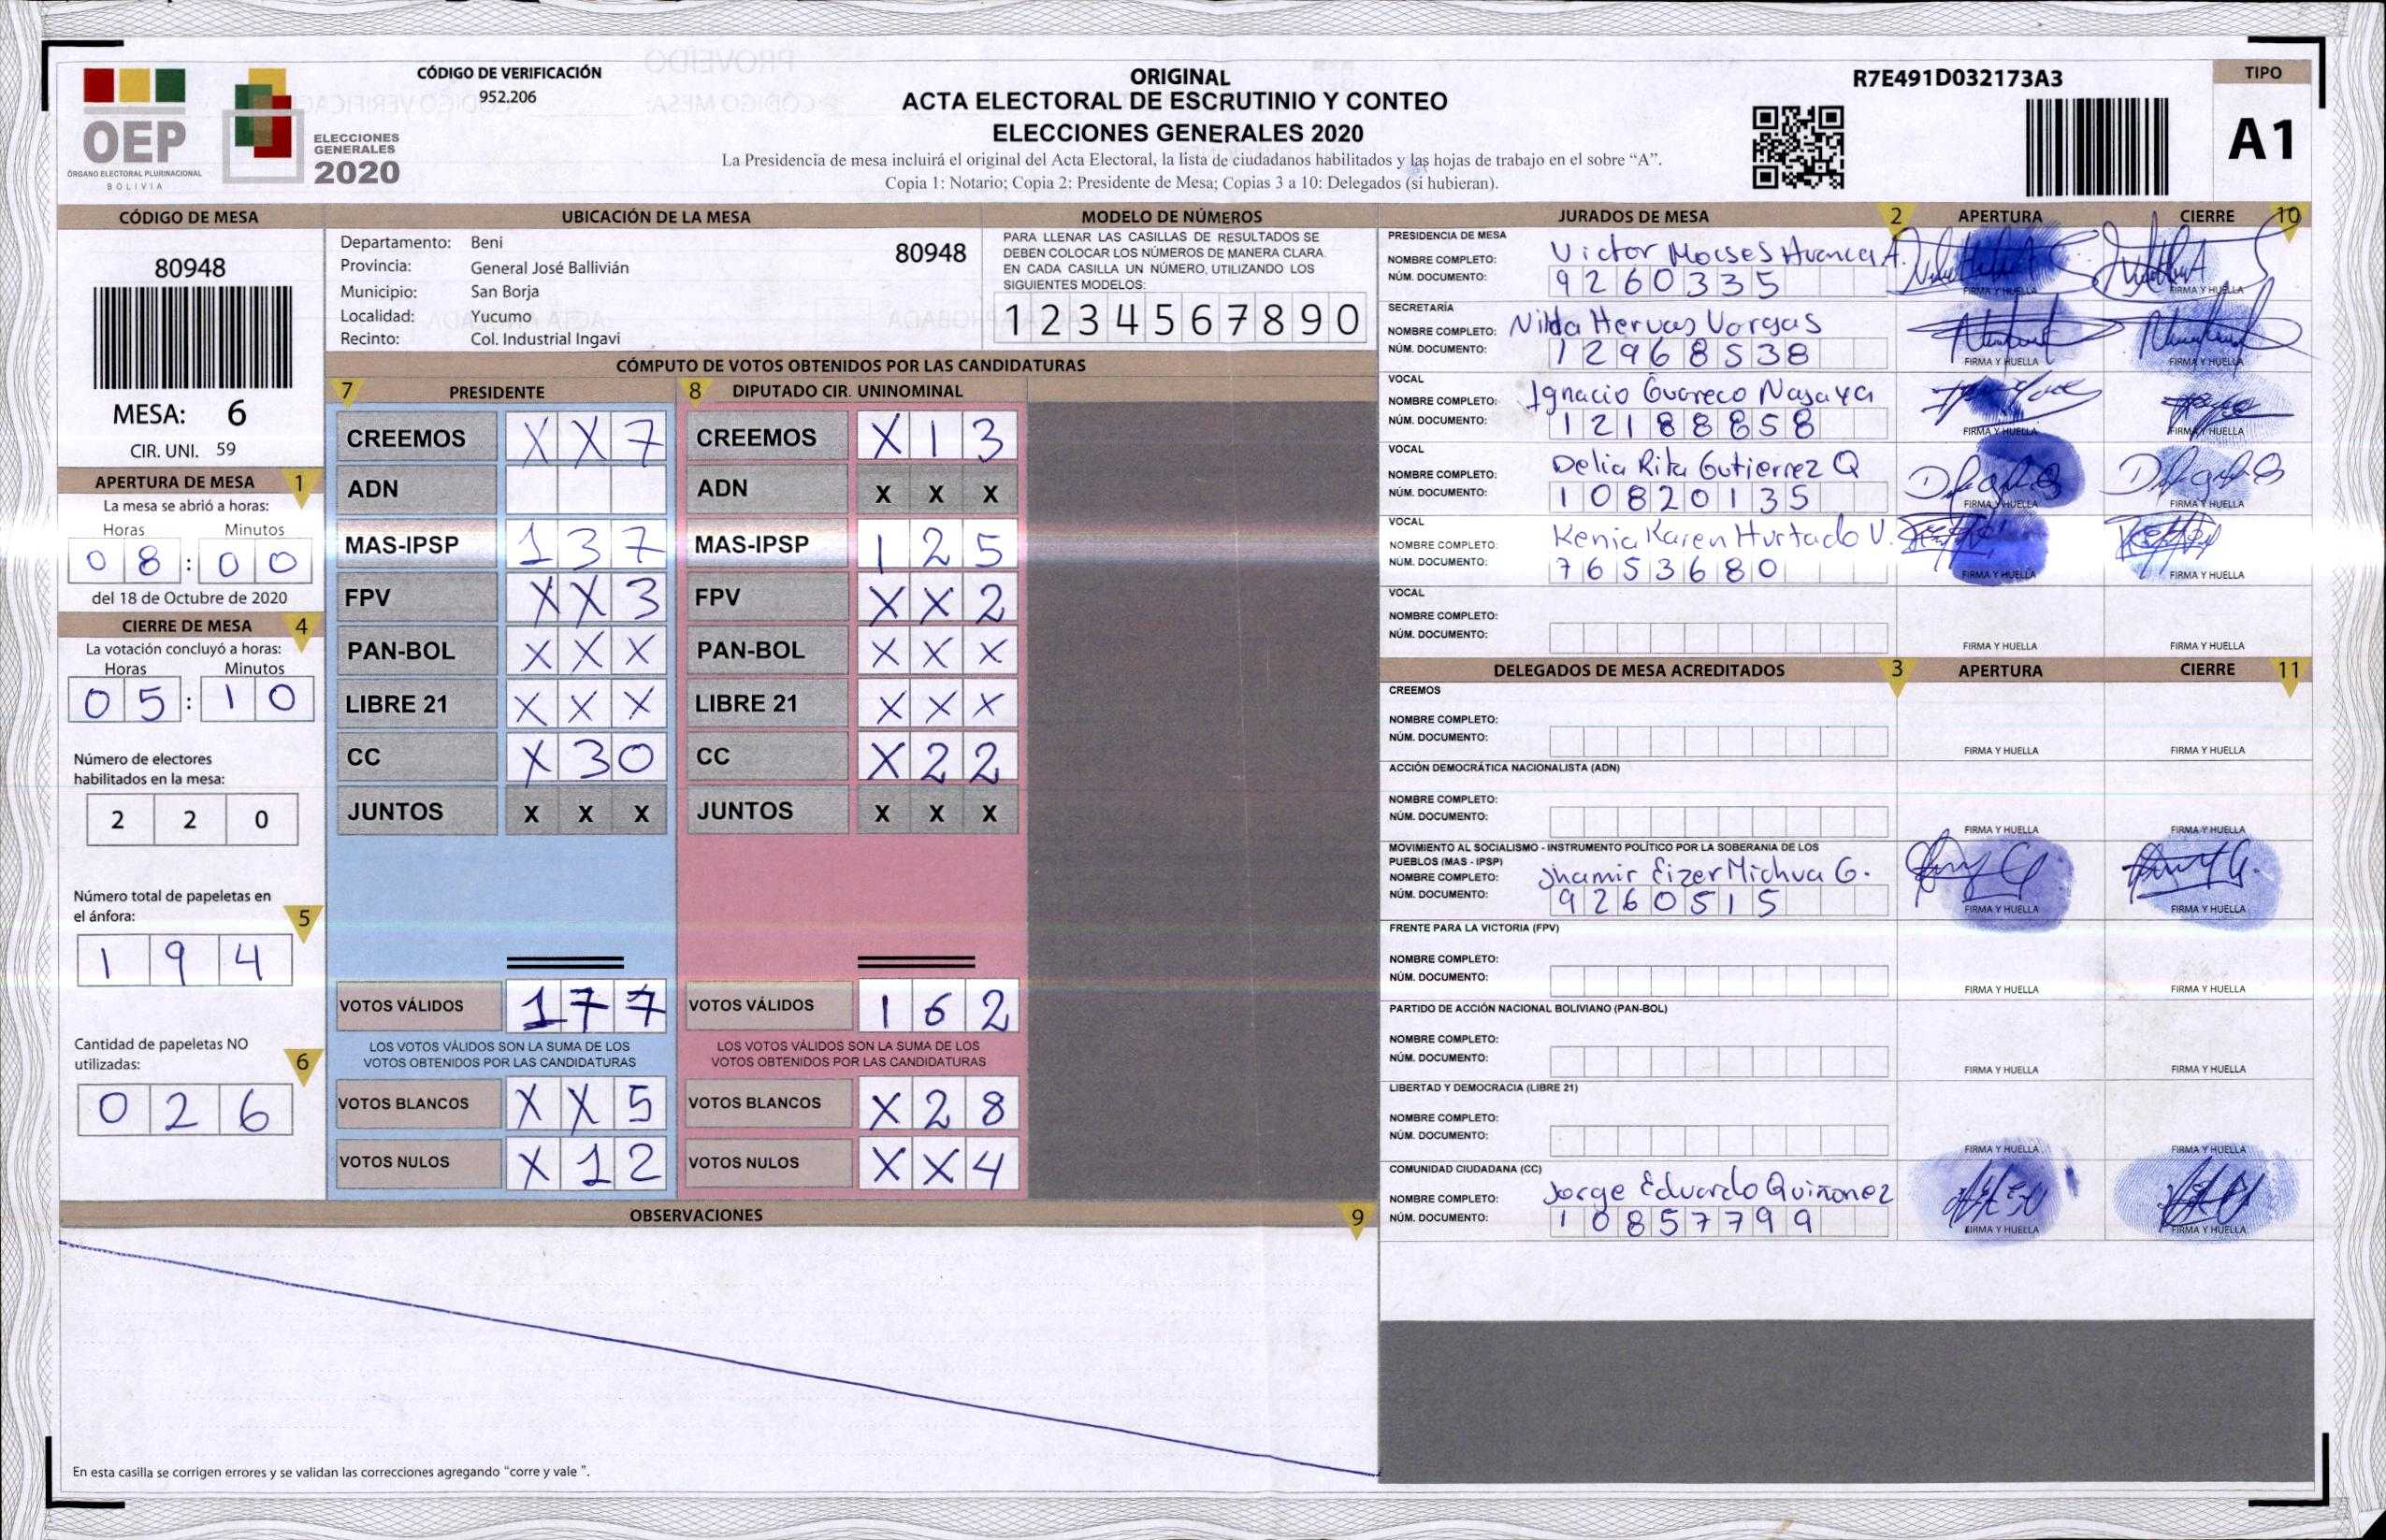 CÓDIGO DE VERIFICACIÓN
952.206
OEP
ÓRGANO ELECTORAL PLURINACIONAL
BOLIVIA
ELECCIONES
GENERALES
2020
ORIGINAL
ACTA ELECTORAL DE ESCRUTINIO Y CONTEO
ELECCIONES GENERALES 2020
La Presidencia de mesa incluirá el original del Acta Electoral, la lista de ciudadanos habilitados y las hojas de trabajo en el sobre “A”.
Copia 1: Notario; Copia 2: Presidente de Mesa; Copias 3 a 10: Delegados (si hubieran).
R7E491D032173A3
TIPO
A1
CÓDIGO DE MESA
80948
MESA: 6
CIR. UNI. 59
APERTURA DE MESA 1
La mesa se abrió a horas:
Horas Minutos
0 8 : 0 0
del 18 de Octubre de 2020
CIERRE DE MESA 4
La votación concluyó a horas:
Horas Minutos
0 5 : 1 0
Número de electores
habilitados en la mesa:
2 2 0
Número total de papeletas en
el ánfora: 5
1 9 4
Cantidad de papeletas NO
utilizadas: 6
0 2 6
UBICACIÓN DE LA MESA
Departamento: Beni 80948
Provincia: General José Ballivián
Municipio: San Borja
Localidad: Yucumo
Recinto: Col. Industrial Ingavi
MODELO DE NÚMEROS
PARA LLENAR LAS CASILLAS DE RESULTADOS SE
DEBEN COLOCAR LOS NÚMEROS DE MANERA CLARA.
EN CADA CASILLA UN NÚMERO, UTILIZANDO LOS
SIGUIENTES MODELOS:
1 2 3 4 5 6 7 8 9 0
CÓMPUTO DE VOTOS OBTENIDOS POR LAS CANDIDATURAS
7 PRESIDENTE
CREEMOS X X 7
ADN
MAS-IPSP 1 3 7
FPV X X 3
PAN-BOL X X X
LIBRE 21 X X X
CC X 3 0
JUNTOS X X X
VOTOS VÁLIDOS 1 7 7
LOS VOTOS VÁLIDOS SON LA SUMA DE LOS
VOTOS OBTENIDOS POR LAS CANDIDATURAS
VOTOS BLANCOS X X 5
VOTOS NULOS X 1 2
8 DIPUTADO CIR. UNINOMINAL
CREEMOS X 1 3
ADN X X X
MAS-IPSP 1 2 5
FPV X X 2
PAN-BOL X X X
LIBRE 21 X X X
CC X 2 2
JUNTOS X X X
VOTOS VÁLIDOS 1 6 2
LOS VOTOS VÁLIDOS SON LA SUMA DE LOS
VOTOS OBTENIDOS POR LAS CANDIDATURAS
VOTOS BLANCOS X 2 8
VOTOS NULOS X X 4
OBSERVACIONES 9
En esta casilla se corrigen errores y se validan las correcciones agregando “corre y vale ”.
JURADOS DE MESA 2 APERTURA CIERRE 10
PRESIDENCIA DE MESA
NOMBRE COMPLETO: Victor Moises Huanca A.
NÚM. DOCUMENTO: 9260335
FIRMA Y HUELLA FIRMA Y HUELLA
SECRETARÍA
NOMBRE COMPLETO: Nilda Hervas Vargas
NÚM. DOCUMENTO: 12968538
FIRMA Y HUELLA FIRMA Y HUELLA
VOCAL
NOMBRE COMPLETO: Ignacio Guareco Nasaya
NÚM. DOCUMENTO: 12188858
FIRMA Y HUELLA FIRMA Y HUELLA
VOCAL
NOMBRE COMPLETO: Delia Rita Gutierrez Q
NÚM. DOCUMENTO: 10820135
FIRMA Y HUELLA FIRMA Y HUELLA
VOCAL
NOMBRE COMPLETO: Kenia Karen Hurtado V.
NÚM. DOCUMENTO: 7653680
FIRMA Y HUELLA FIRMA Y HUELLA
VOCAL
NOMBRE COMPLETO:
NÚM. DOCUMENTO:
FIRMA Y HUELLA FIRMA Y HUELLA
DELEGADOS DE MESA ACREDITADOS 3 APERTURA CIERRE 11
CREEMOS
NOMBRE COMPLETO:
NÚM. DOCUMENTO:
FIRMA Y HUELLA FIRMA Y HUELLA
ACCIÓN DEMOCRÁTICA NACIONALISTA (ADN)
NOMBRE COMPLETO:
NÚM. DOCUMENTO:
FIRMA Y HUELLA FIRMA Y HUELLA
MOVIMIENTO AL SOCIALISMO - INSTRUMENTO POLÍTICO POR LA SOBERANIA DE LOS
PUEBLOS (MAS - IPSP)
NOMBRE COMPLETO: Jhamir Eizer Michua G.
NÚM. DOCUMENTO: 9260515
FIRMA Y HUELLA FIRMA Y HUELLA
FRENTE PARA LA VICTORIA (FPV)
NOMBRE COMPLETO:
NÚM. DOCUMENTO:
FIRMA Y HUELLA FIRMA Y HUELLA
PARTIDO DE ACCIÓN NACIONAL BOLIVIANO (PAN-BOL)
NOMBRE COMPLETO:
NÚM. DOCUMENTO:
FIRMA Y HUELLA FIRMA Y HUELLA
LIBERTAD Y DEMOCRACIA (LIBRE 21)
NOMBRE COMPLETO:
NÚM. DOCUMENTO:
FIRMA Y HUELLA FIRMA Y HUELLA
COMUNIDAD CIUDADANA (CC)
NOMBRE COMPLETO: Jorge Eduardo Quiñonez
NÚM. DOCUMENTO: 10857799
FIRMA Y HUELLA FIRMA Y HUELLA